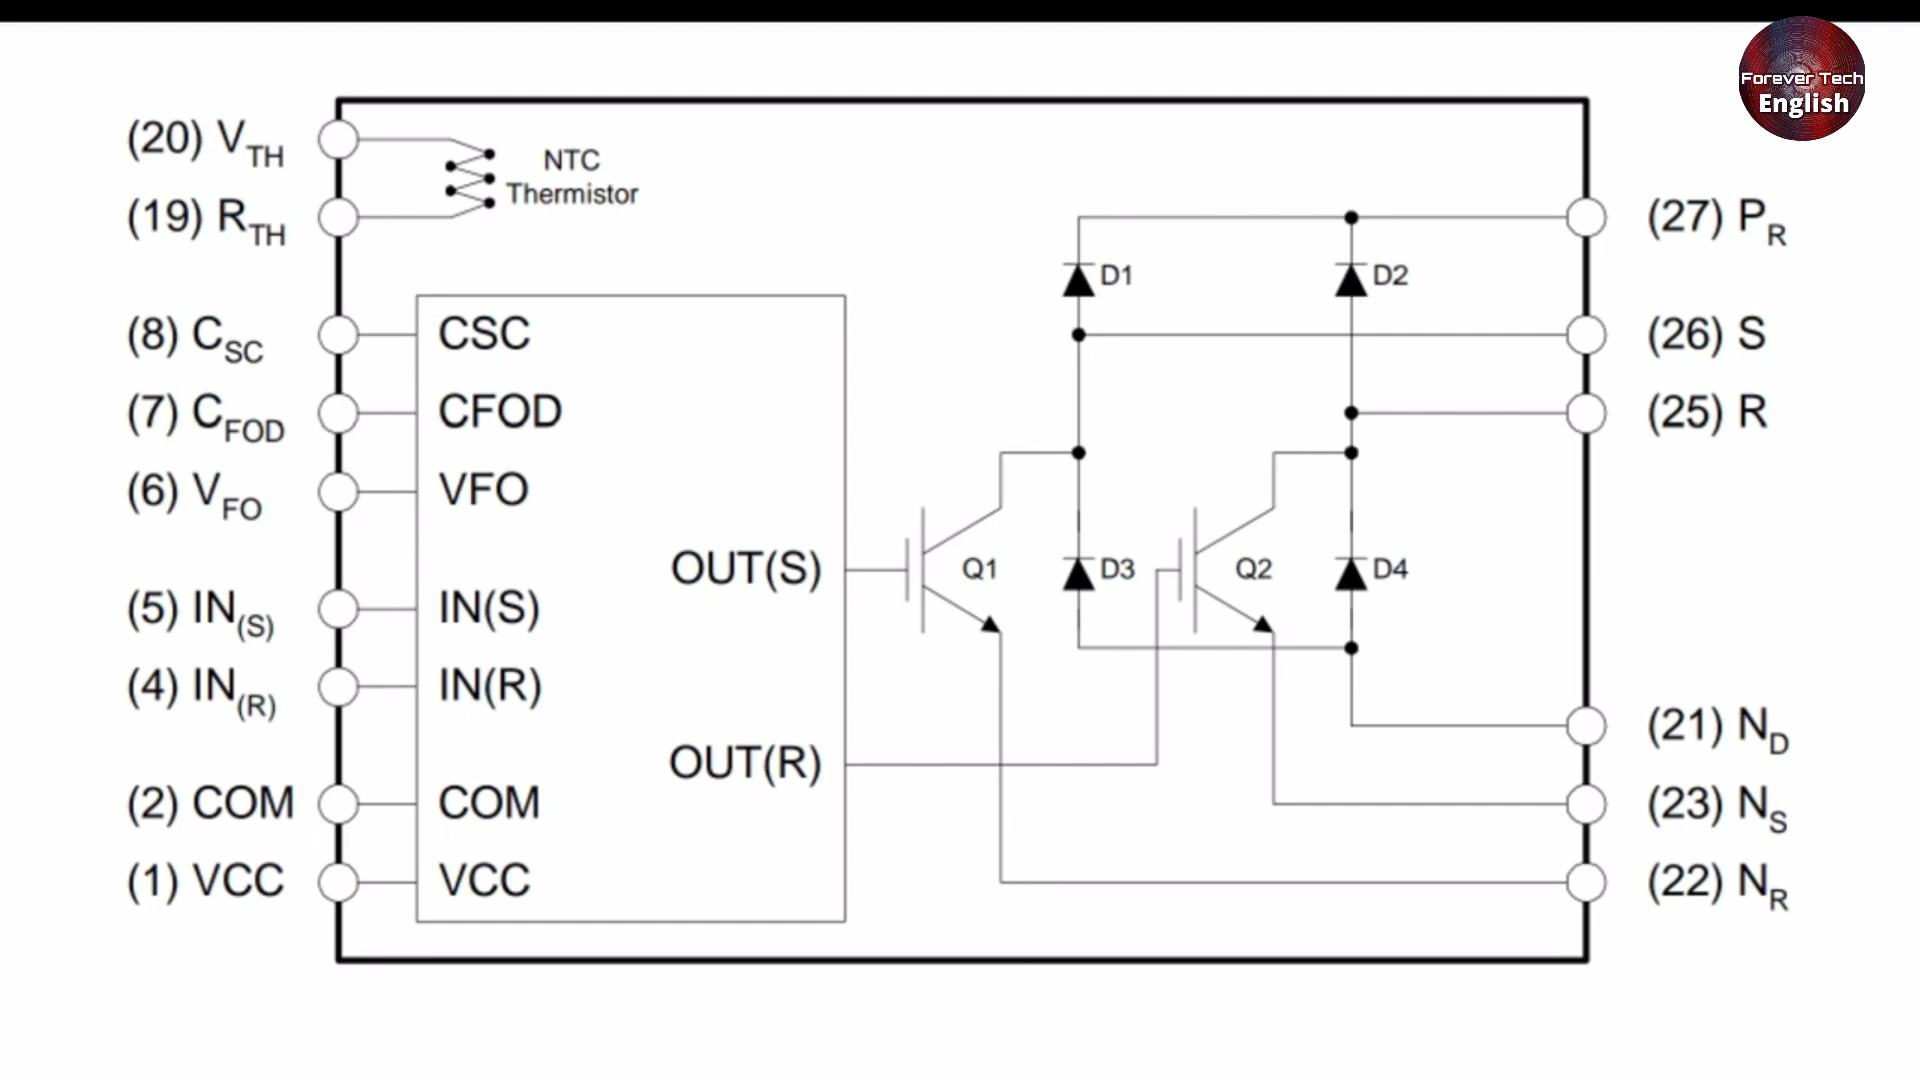 Forever Tech
English
(20) VTH
NTC
Thermistor
(19) RTH
(27) PR
D1
D2
(8) CSC
CSC
(26) S
(7) CFOD
CFOD
(25) R
(6) VFO
VFO
OUT(S)
Q1
D3
Q2
D4
(5) IN(S)
IN(S)
(4) IN(R)
IN(R)
(21) ND
OUT(R)
(2) COM
COM
(23) NS
(1) VCC
VCC
(22) NR